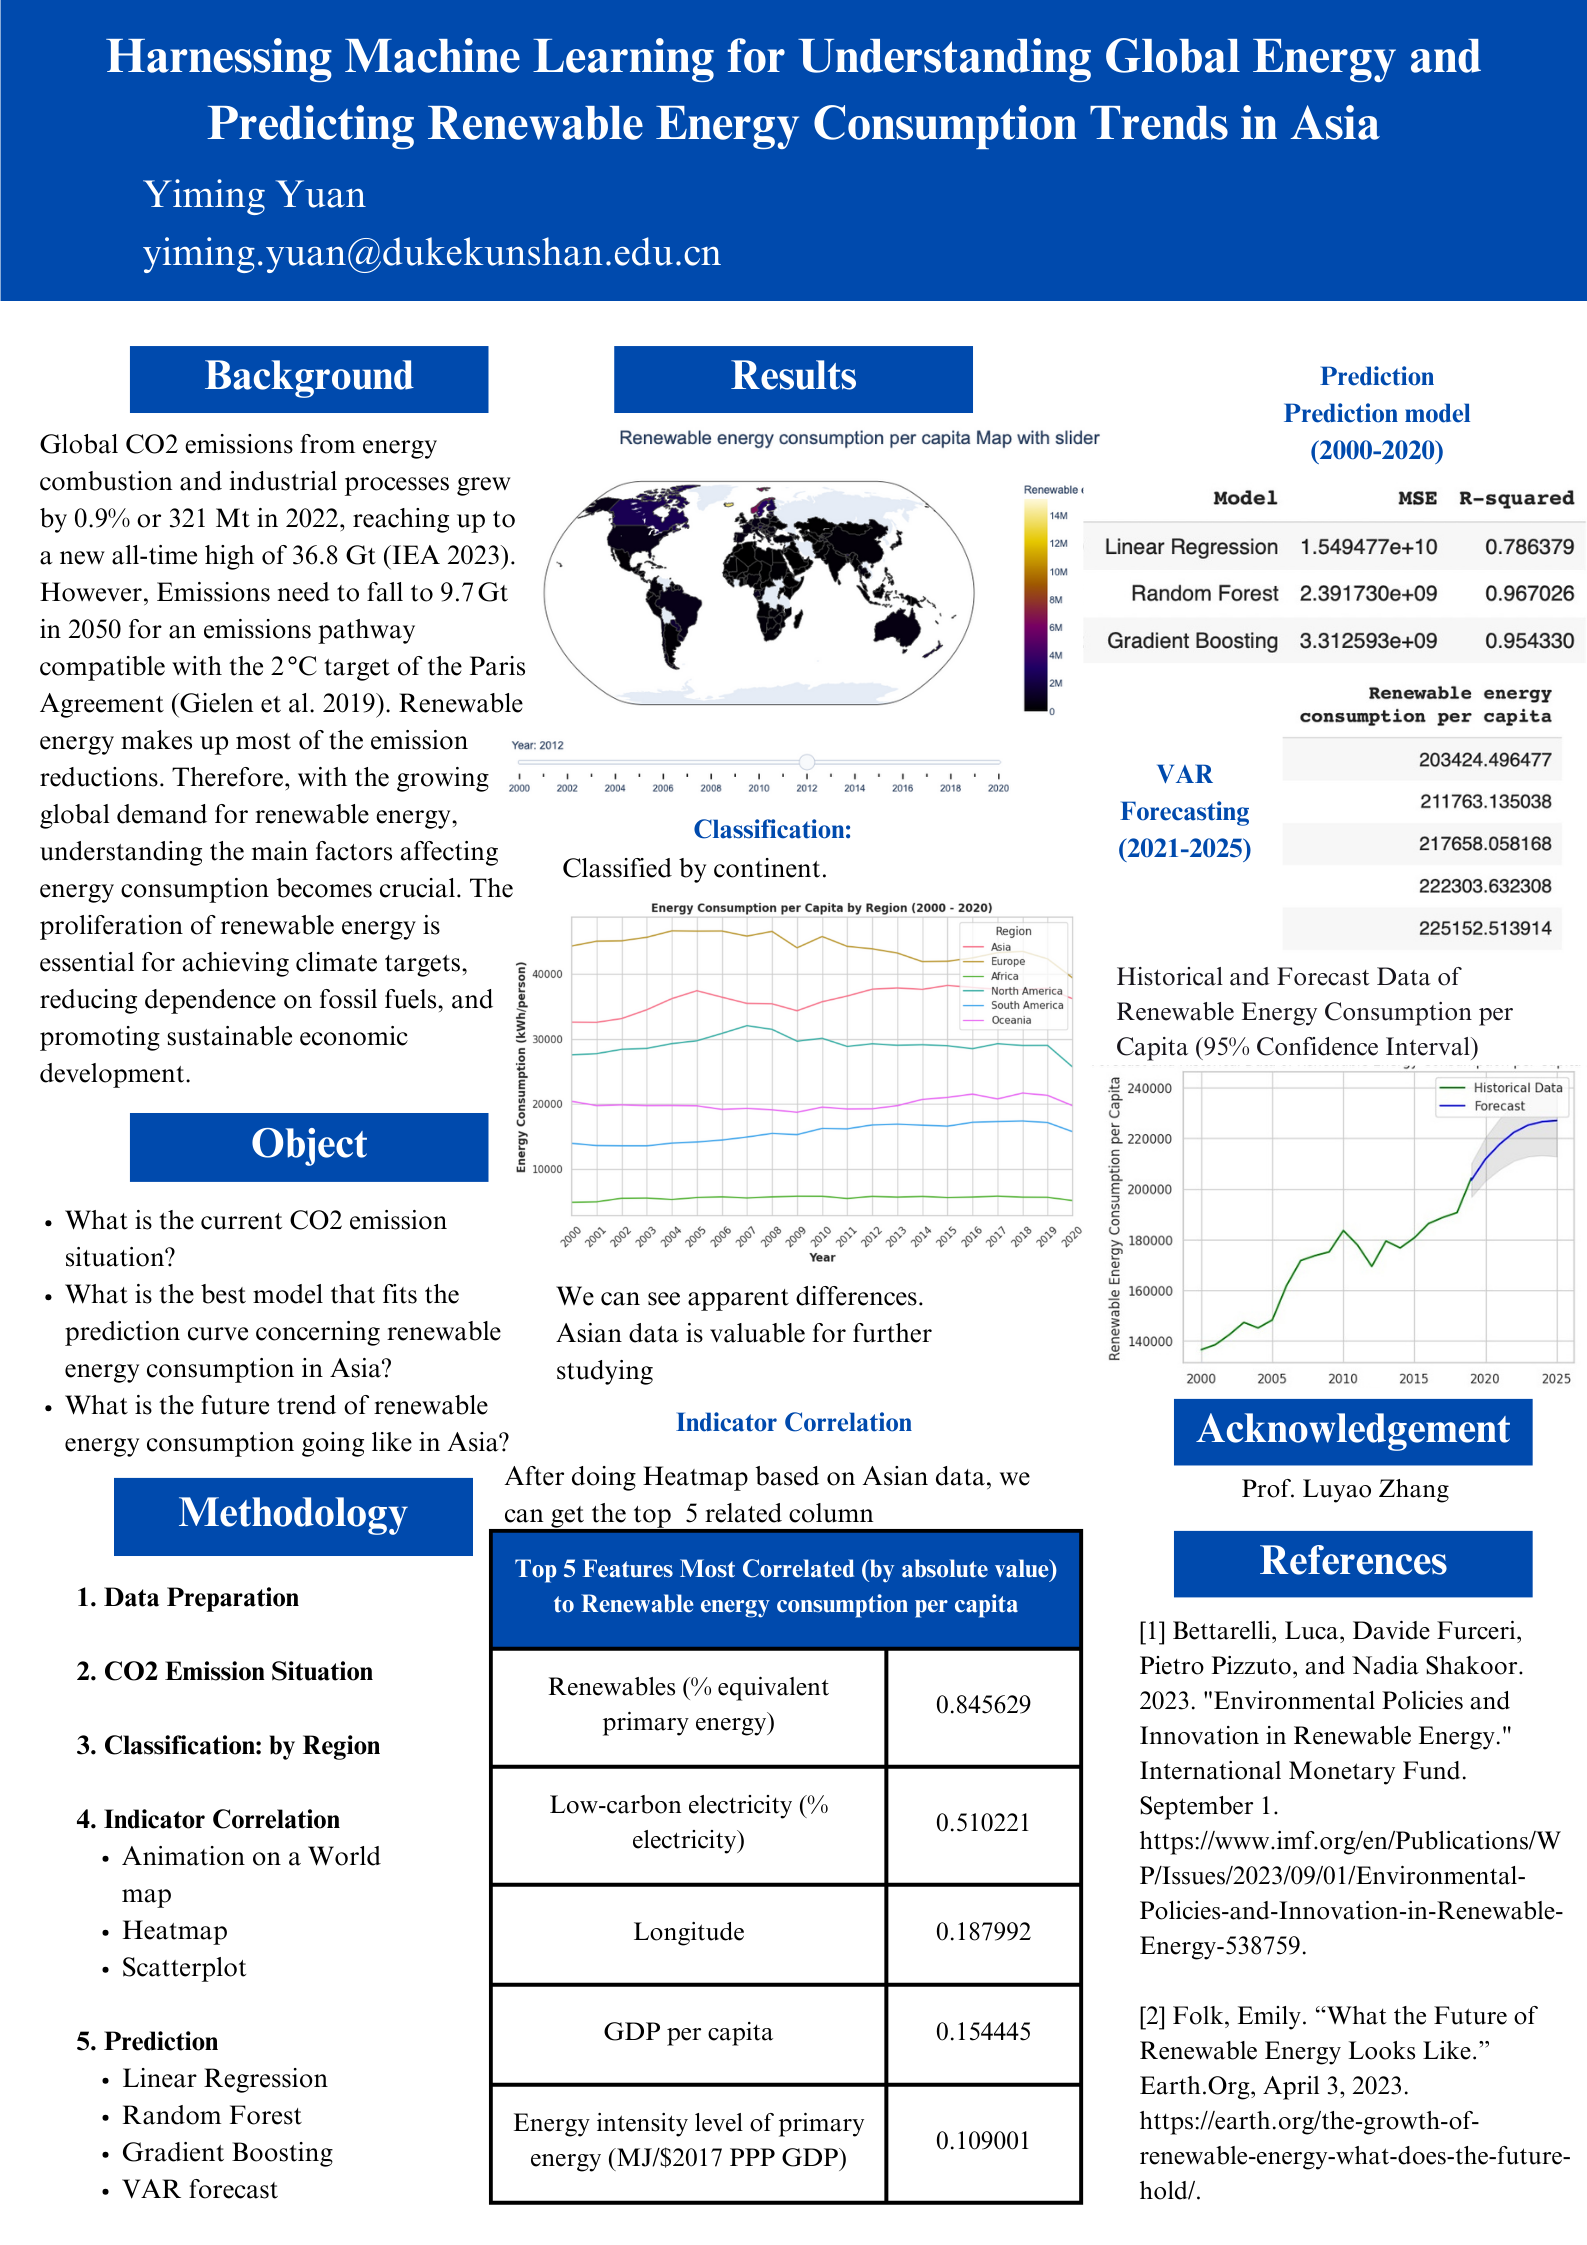 Harnessing Machine Learning for Understanding Global Energy and
Predicting Renewable Energy Consumption Trends in Asia
Yiming Yuan
yiming.yuan@dukekunshan.edu.cn
Background
Global CO2 emissions from energy
combustion and industrial processes grew
by 0.9% or 321 Mt in 2022, reaching up to
a new all-time high of 36.8 Gt (IEA 2023).
However, Emissions need to fall to 9.7 Gt
in 2050 for an emissions pathway
compatible with the 2°C target of the Paris
Agreement (Gielen et al. 2019). Renewable
energy makes up most of the emission
reductions. Therefore, with the growing
global demand for renewable energy,
understanding the main factors affecting
energy consumption becomes crucial. The
proliferation of renewable energy is
essential for achieving climate targets,
reducing dependence on fossil fuels, and
promoting sustainable economic
development.
Object
• What is the current CO2 emission
situation?
• What is the best model that fits the
prediction curve concerning renewable
energy consumption in Asia?
• What is the future trend of renewable
energy consumption going like in Asia?
Methodology
1. Data Preparation
2. CO2 Emission Situation
3. Classification: by Region
4. Indicator Correlation
• Animation on a World
map
• Heatmap
• Scatterplot
5. Prediction
• Linear Regression
• Random Forest
• Gradient Boosting
• VAR forecast
Results
Renewable energy consumption per capita Map with slider
Renewable
14M
12M
10M
8M
6M
4M
2M
0
Year: 2012
2000 2002 2004 2006 2008 2010 2012 2014 2016 2018 2020
Classification:
Classified by continent.
Energy Consumption per Capita by Region (2000 - 2020)
Region
Asia
Europe
Africa
North America
South America
Oceania
Energy Consumption (kWh/person)
40000
30000
20000
10000
2000 2001 2002 2003 2004 2005 2006 2007 2008 2009 2010 2011 2012 2013 2014 2015 2016 2017 2018 2019 2020
Year
We can see apparent differences.
Asian data is valuable for further
studying
Indicator Correlation
After doing Heatmap based on Asian data, we
can get the top 5 related column
Top 5 Features Most Correlated (by absolute value)
to Renewable energy consumption per capita
Renewables (% equivalent
primary energy)
0.845629
Low-carbon electricity (%
electricity)
0.510221
Longitude
0.187992
GDP per capita
0.154445
Energy intensity level of primary
energy (MJ/$2017 PPP GDP)
0.109001
Prediction
Prediction model
(2000-2020)
Model MSE R-squared
Linear Regression 1.549477e+10 0.786379
Random Forest 2.391730e+09 0.967026
Gradient Boosting 3.312593e+09 0.954330
VAR
Forecasting
(2021-2025)
Renewable energy
consumption per capita
203424.496477
211763.135038
217658.058168
222303.632308
225152.513914
Historical and Forecast Data of
Renewable Energy Consumption per
Capita (95% Confidence Interval)
Historical Data
Forecast
Renewable Energy Consumption per Capita
240000
220000
200000
180000
160000
140000
2000 2005 2010 2015 2020 2025
Acknowledgement
Prof. Luyao Zhang
References
[1] Bettarelli, Luca, Davide Furceri,
Pietro Pizzuto, and Nadia Shakoor.
2023. "Environmental Policies and
Innovation in Renewable Energy."
International Monetary Fund.
September 1.
https://www.imf.org/en/Publications/W
P/Issues/2023/09/01/Environmental-
Policies-and-Innovation-in-Renewable-
Energy-538759.
[2] Folk, Emily. “What the Future of
Renewable Energy Looks Like.”
Earth.Org, April 3, 2023.
https://earth.org/the-growth-of-
renewable-energy-what-does-the-future-
hold/.